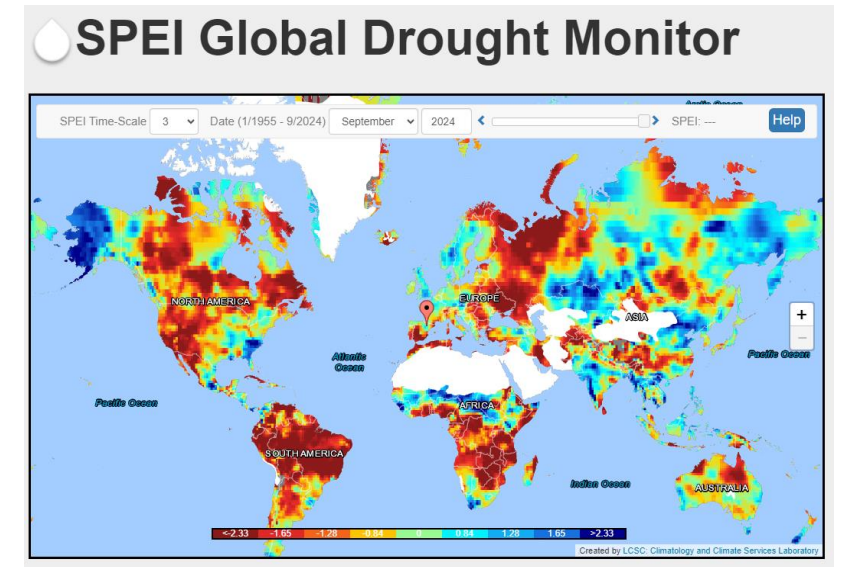 SPEI Global Drought Monitor
Arctic Ocean
SPEI Time-Scale 3 Date (1/1955 - 9/2024) September 2024 SPEI: --- Help
NORTH AMERICA
EUROPE
ASIA
+
−
Atlantic
Ocean
Pacific Ocean
Pacific Ocean
AFRICA
SOUTH AMERICA
Indian Ocean
AUSTRALIA
<-2.33 -1.65 -1.28 -0.84 0 0.84 1.28 1.65 >2.33
Created by LCSC: Climatology and Climate Services Laboratory